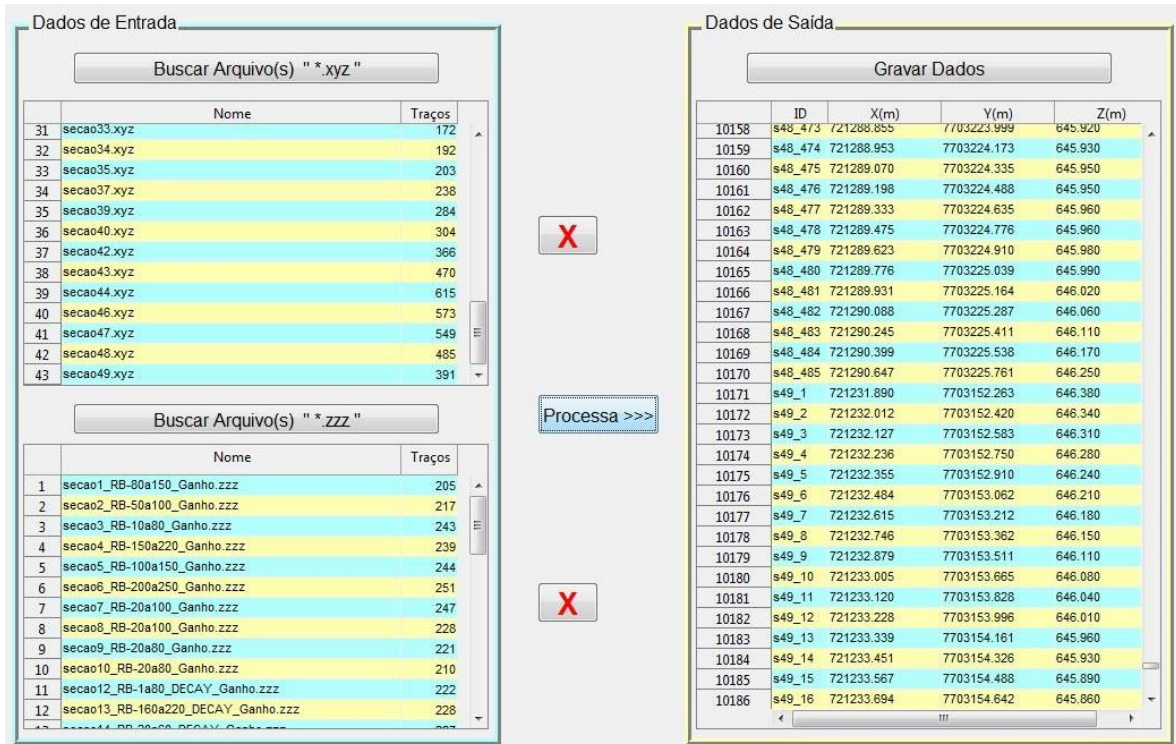 Dados de Entrada
Buscar Arquivo(s) " *.xyz "
Nome Traços
31 secao33.xyz 172
32 secao34.xyz 192
33 secao35.xyz 203
34 secao37.xyz 238
35 secao39.xyz 284
36 secao40.xyz 304
37 secao42.xyz 366
38 secao43.xyz 470
39 secao44.xyz 615
40 secao46.xyz 573
41 secao47.xyz 549
42 secao48.xyz 485
43 secao49.xyz 391
Buscar Arquivo(s) " *.zzz "
Nome Traços
1 secao1_RB-80a150_Ganho.zzz 205
2 secao2_RB-50a100_Ganho.zzz 217
3 secao3_RB-10a80_Ganho.zzz 243
4 secao4_RB-150a220_Ganho.zzz 239
5 secao5_RB-100a150_Ganho.zzz 244
6 secao6_RB-200a250_Ganho.zzz 251
7 secao7_RB-20a100_Ganho.zzz 247
8 secao8_RB-20a100_Ganho.zzz 228
9 secao9_RB-20a80_Ganho.zzz 221
10 secao10_RB-20a80_Ganho.zzz 210
11 secao12_RB-1a80_DECAY_Ganho.zzz 222
12 secao13_RB-160a220_DECAY_Ganho.zzz 228
X
Processa >>>
X
Dados de Saída
Gravar Dados
ID X(m) Y(m) Z(m)
10158 s48_473 721288.855 7703223.999 645.920
10159 s48_474 721288.953 7703224.173 645.930
10160 s48_475 721289.070 7703224.335 645.950
10161 s48_476 721289.198 7703224.488 645.950
10162 s48_477 721289.333 7703224.635 645.960
10163 s48_478 721289.475 7703224.776 645.960
10164 s48_479 721289.623 7703224.910 645.980
10165 s48_480 721289.776 7703225.039 645.990
10166 s48_481 721289.931 7703225.164 646.020
10167 s48_482 721290.088 7703225.287 646.060
10168 s48_483 721290.245 7703225.411 646.110
10169 s48_484 721290.399 7703225.538 646.170
10170 s48_485 721290.647 7703225.761 646.250
10171 s49_1 721231.890 7703152.263 646.380
10172 s49_2 721232.012 7703152.420 646.340
10173 s49_3 721232.127 7703152.583 646.310
10174 s49_4 721232.236 7703152.750 646.280
10175 s49_5 721232.355 7703152.910 646.240
10176 s49_6 721232.484 7703153.062 646.210
10177 s49_7 721232.615 7703153.212 646.180
10178 s49_8 721232.746 7703153.362 646.150
10179 s49_9 721232.879 7703153.511 646.110
10180 s49_10 721233.005 7703153.665 646.080
10181 s49_11 721233.120 7703153.828 646.040
10182 s49_12 721233.228 7703153.996 646.010
10183 s49_13 721233.339 7703154.161 645.960
10184 s49_14 721233.451 7703154.326 645.930
10185 s49_15 721233.567 7703154.488 645.890
10186 s49_16 721233.694 7703154.642 645.860